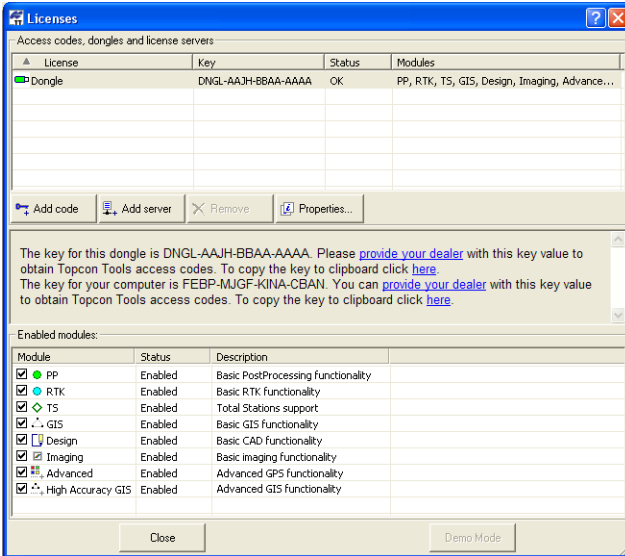 Licenses
Access codes, dongles and license servers
License Key Status Modules
Dongle DNGL-AAJH-BBAA-AAAA OK PP, RTK, TS, GIS, Design, Imaging, Advance...
Add code Add server Remove Properties...
The key for this dongle is DNGL-AAJH-BBAA-AAAA. Please provide your dealer with this key value to
obtain Topcon Tools access codes. To copy the key to clipboard click here.
The key for your computer is FEBP-MJGF-KINA-CBAN. You can provide your dealer with this key value
to obtain Topcon Tools access codes. To copy the key to clipboard click here.
Enabled modules:
Module Status Description
PP Enabled Basic PostProcessing functionality
RTK Enabled Basic RTK functionality
TS Enabled Total Stations support
GIS Enabled Basic GIS functionality
Design Enabled Basic CAD functionality
Imaging Enabled Basic imaging functionality
Advanced Enabled Advanced GPS functionality
High Accuracy GIS Enabled Advanced GIS functionality
Close Demo Mode